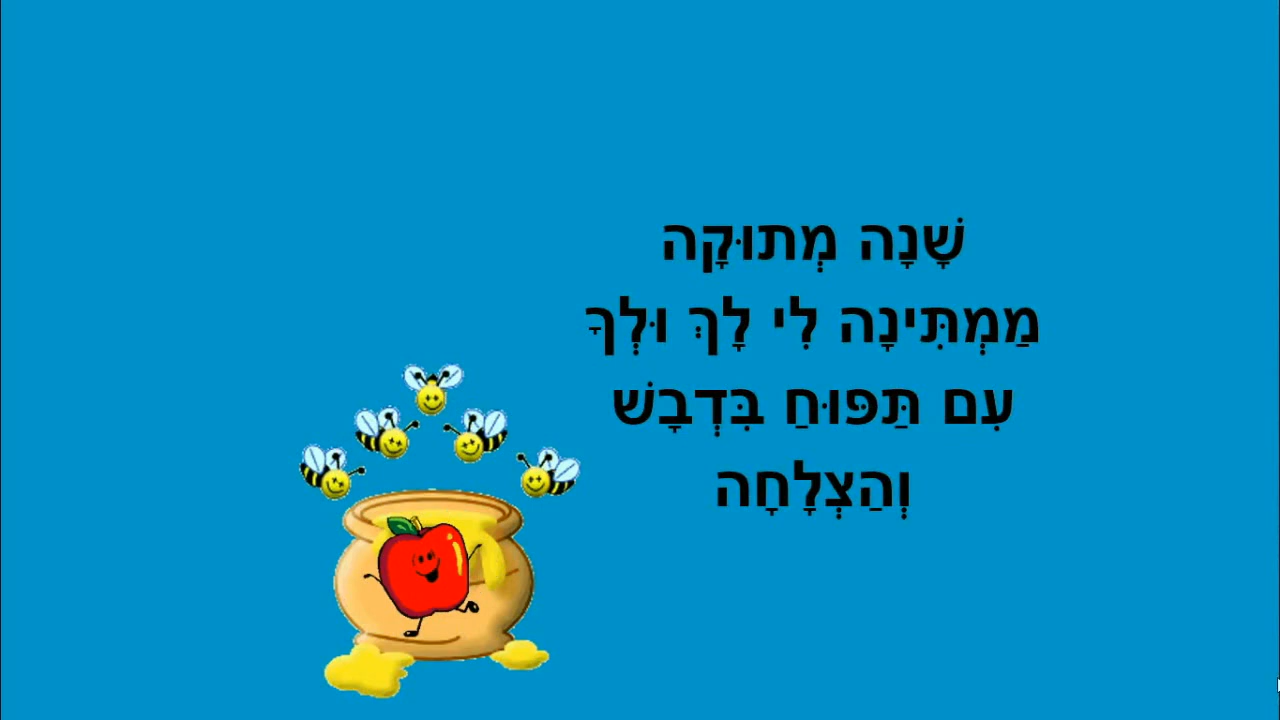 שָׁנָה מְתוּקָה
מַמְתִּינָה לִי לָךְ וּלְךָ
עִם תַּפּוּחַ בִּדְבָשׁ
וְהַצְלָחָה